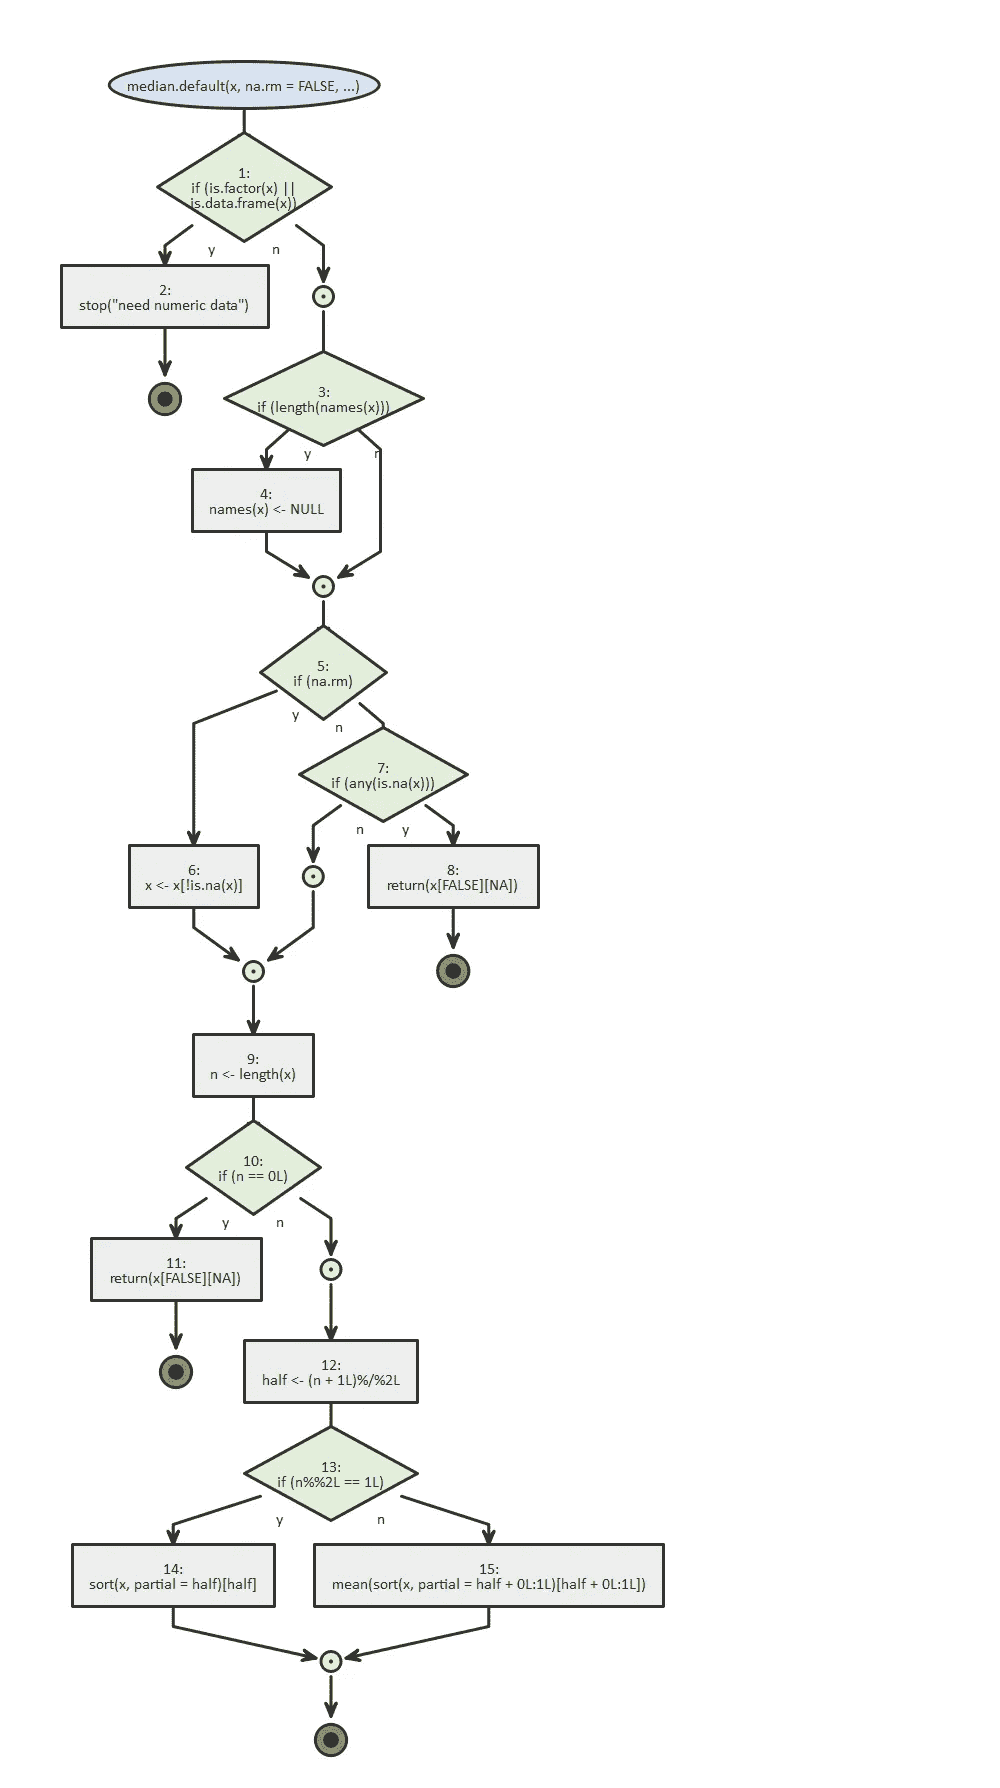 median.default(x, na.rm = FALSE, ...)
1:
if (is.factor(x) ||
is.data.frame(x))
y
n
2:
stop("need numeric data")
3:
if (length(names(x)))
y
n
4:
names(x) <- NULL
5:
if (na.rm)
y
n
7:
if (any(is.na(x)))
n
y
6:
x <- x[!is.na(x)]
8:
return(x[FALSE][NA])
9:
n <- length(x)
10:
if (n == 0L)
y
n
11:
return(x[FALSE][NA])
12:
half <- (n + 1L)%/%2L
13:
if (n%%2L == 1L)
y
n
14:
sort(x, partial = half)[half]
15:
mean(sort(x, partial = half + 0L:1L)[half + 0L:1L])